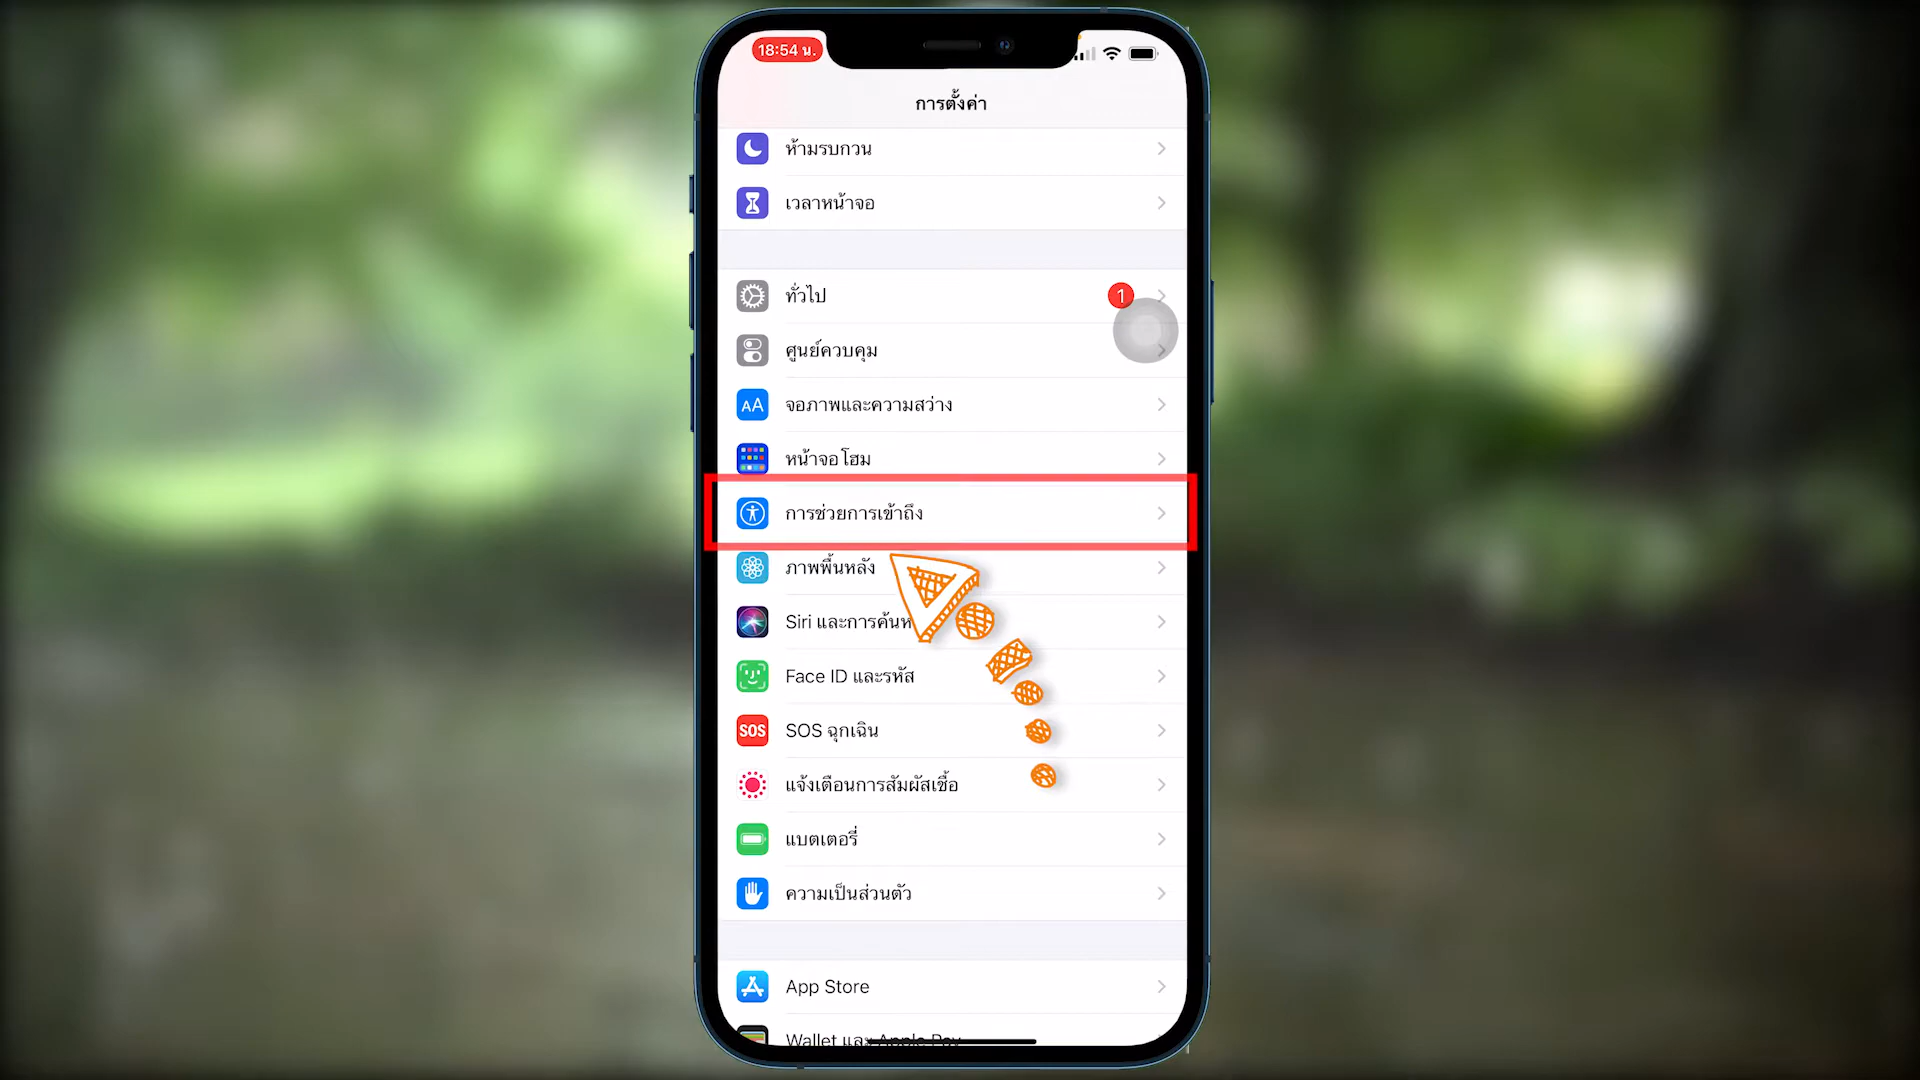 18:54 น.
การตั้งค่า
ห้ามรบกวน
เวลาหน้าจอ
ทั่วไป
1
ศูนย์ควบคุม
AA
จอภาพและความสว่าง
หน้าจอโฮม
การช่วยการเข้าถึง
ภาพพื้นหลัง
Siri และการค้นห
Face ID และรหัส
SOS
SOS ฉุกเฉิน
แจ้งเตือนการสัมผัสเชื้อ
แบตเตอรี่
ความเป็นส่วนตัว
App Store
Wallet และ Apple Pay